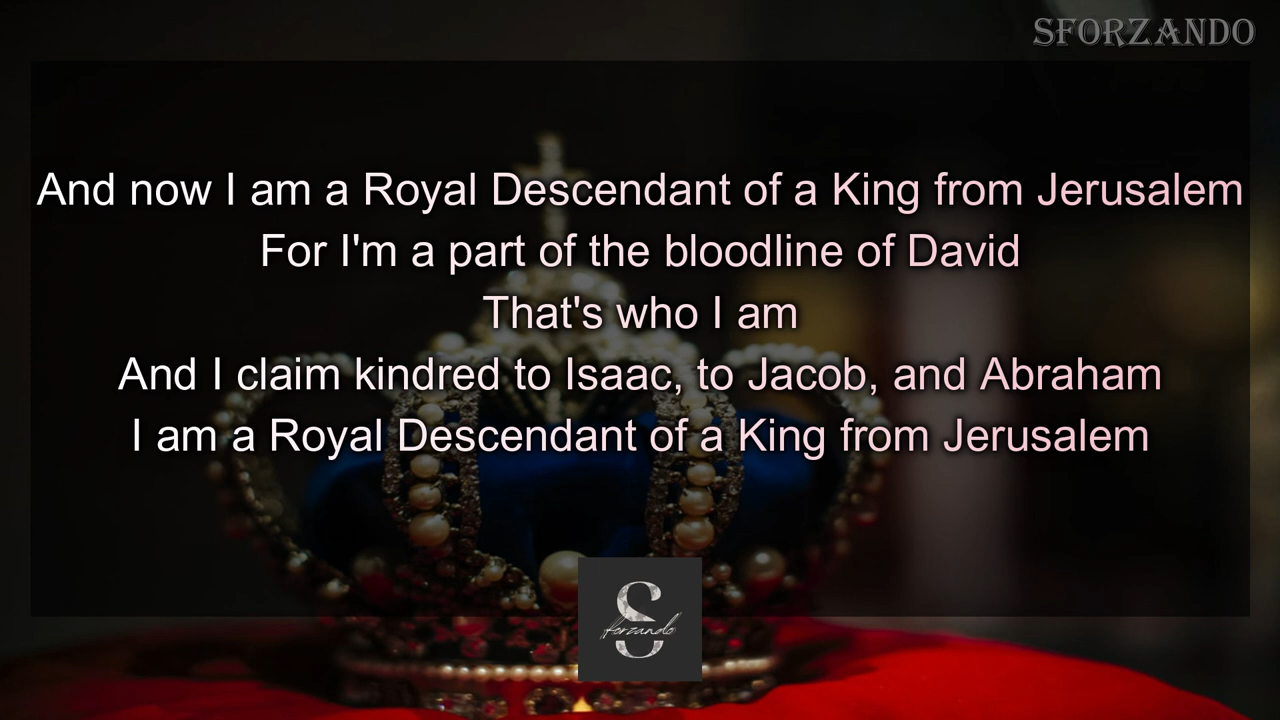 SFORZANDO
And now I am a Royal Descendant of a King from Jerusalem
For I'm a part of the bloodline of David
That's who I am
And I claim kindred to Isaac, to Jacob, and Abraham
I am a Royal Descendant of a King from Jerusalem
S
sforzando